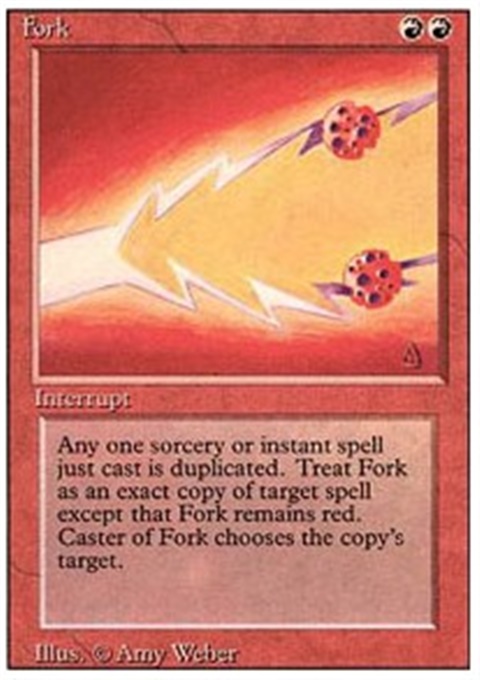 Fork
Interrupt
Any one sorcery or instant spell
just cast is duplicated. Treat Fork
as an exact copy of target spell
except that Fork remains red.
Caster of Fork chooses the copy's
target.
Illus. © Amy Weber